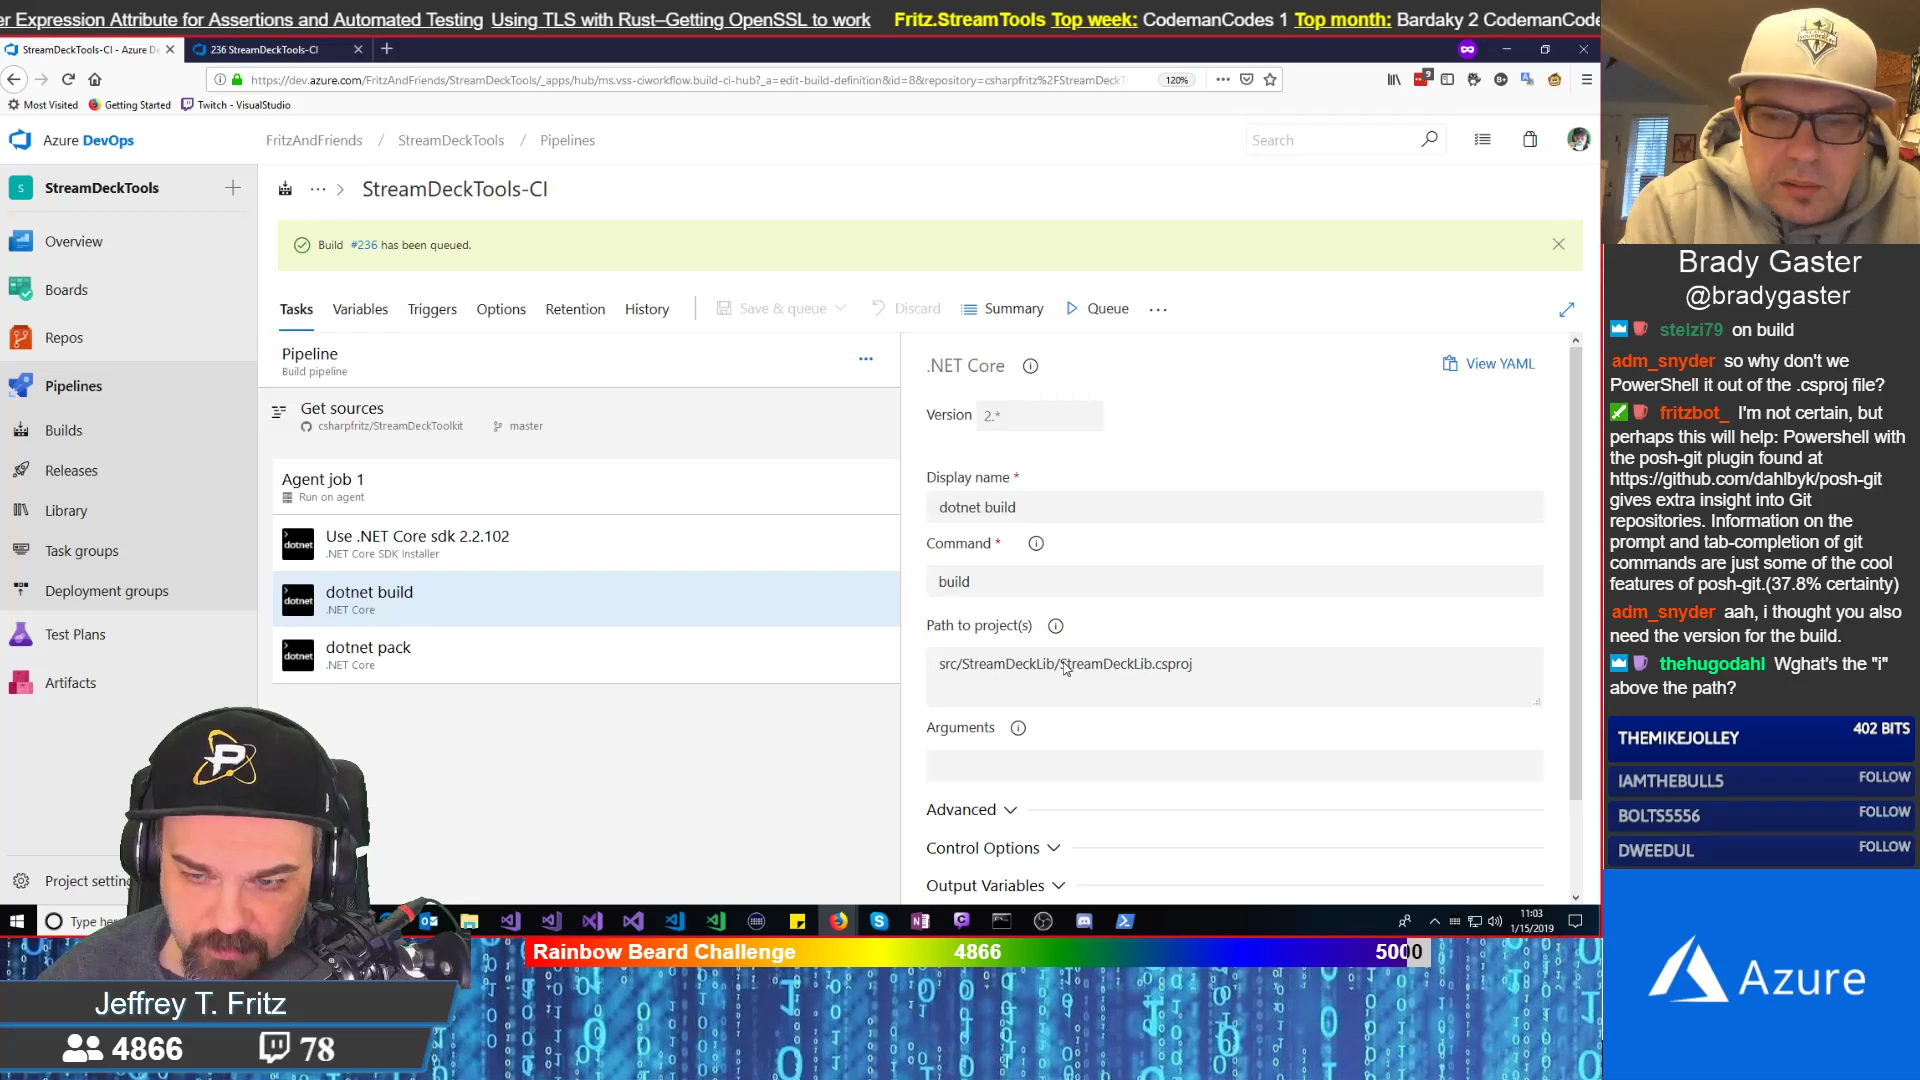 er Expression Attribute for Assertions and Automated Testing Using TLS with Rust–Getting OpenSSL to work Fritz.StreamTools Top week: CodemanCodes 1 Top month: Bardaky 2 CodemanCode
StreamDeckTools-CI - Azure De
236 StreamDeckTools-CI
https://dev.azure.com/FritzAndFriends/StreamDeckTools/_apps/hub/ms.vss-ciworkflow.build-ci-hub?_a=edit-build-definition&id=8&repository=csharpfritz%2FStreamDeckT
120%
Most Visited
Getting Started
Twitch - VisualStudio
Azure DevOps
FritzAndFriends / StreamDeckTools / Pipelines
Search
S
StreamDeckTools
Overview
Boards
Repos
Pipelines
Builds
Releases
Library
Task groups
Deployment groups
Test Plans
Artifacts
Project setting
StreamDeckTools-CI
Build #236 has been queued.
Tasks
Variables
Triggers
Options
Retention
History
Save & queue
Discard
Summary
Queue
Pipeline
Build pipeline
Get sources
csharpfritz/StreamDeckToolkit
master
Agent job 1
Run on agent
dotnet
Use .NET Core sdk 2.2.102
.NET Core SDK Installer
dotnet
dotnet build
.NET Core
dotnet
dotnet pack
.NET Core
.NET Core
View YAML
Version 2.*
Display name *
dotnet build
Command *
build
Path to project(s)
src/StreamDeckLib/StreamDeckLib.csproj
Arguments
Advanced
Control Options
Output Variables
Type he
11:03
1/15/2019
Brady Gaster
@bradygaster
stelzi79 on build
adm_snyder so why don't we
PowerShell it out of the .csproj file?
fritzbot_ I'm not certain, but
perhaps this will help: Powershell with
the posh-git plugin found at
https://github.com/dahlbyk/posh-git
gives extra insight into Git
repositories. Information on the
prompt and tab-completion of git
commands are just some of the cool
features of posh-git.(37.8% certainty)
adm_snyder aah, i thought you also
need the version for the build.
thehugodahl Wghat's the "i"
above the path?
THEMIKEJOLLEY 402 BITS
IAMTHEBULL5 FOLLOW
BOLTS5556 FOLLOW
DWEEDUL FOLLOW
Rainbow Beard Challenge 4866 5000
Jeffrey T. Fritz
4866 78
Azure